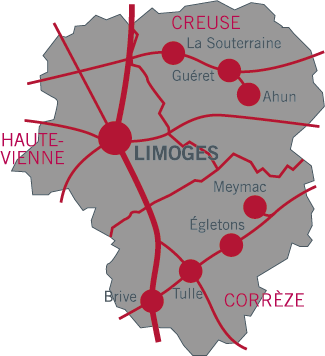 CREUSE
La Souterraine
Guéret
Ahun
HAUTE-
VIENNE
LIMOGES
Meymac
Égletons
Brive
Tulle
CORRÈZE